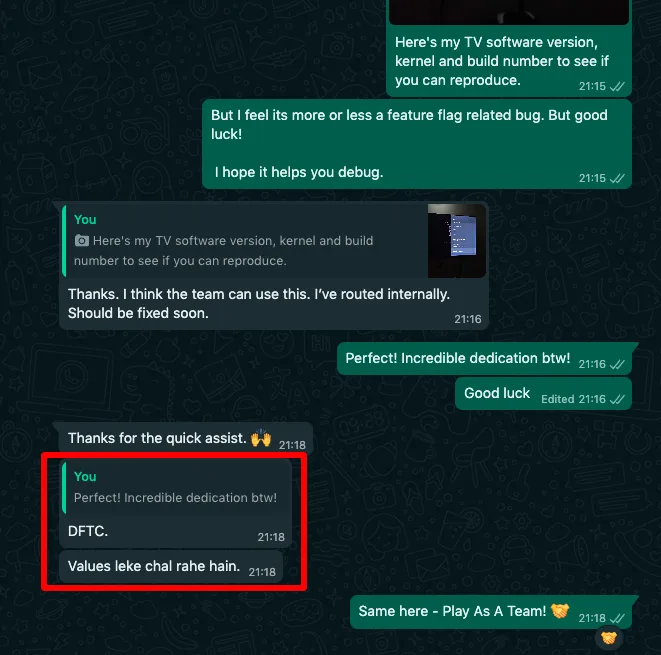 Here's my TV software version,
kernel and build number to see if
you can reproduce.
21:15
But I feel its more or less a feature flag related bug. But good
luck!
I hope it helps you debug.
21:15
You
Here's my TV software version, kernel and build
number to see if you can reproduce.
Thanks. I think the team can use this. I've routed internally.
Should be fixed soon.
21:16
Perfect! Incredible dedication btw! 21:16
Good luck Edited 21:16
Thanks for the quick assist. 🙌 21:18
You
Perfect! Incredible dedication btw!
DFTC.
21:18
Values leke chal rahe hain. 21:18
Same here - Play As A Team! 🤝 21:18
🤝